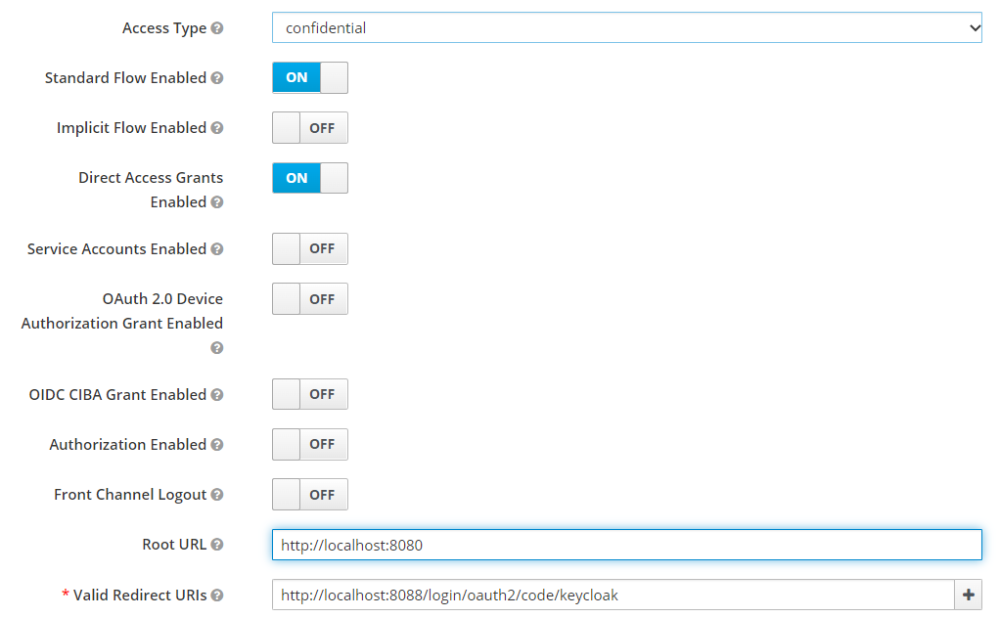 Access Type
confidential
Standard Flow Enabled
ON
Implicit Flow Enabled
OFF
Direct Access Grants
Enabled
ON
Service Accounts Enabled
OFF
OAuth 2.0 Device
Authorization Grant Enabled
OFF
OIDC CIBA Grant Enabled
OFF
Authorization Enabled
OFF
Front Channel Logout
OFF
Root URL
http://localhost:8080
* Valid Redirect URIs
http://localhost:8088/login/oauth2/code/keycloak